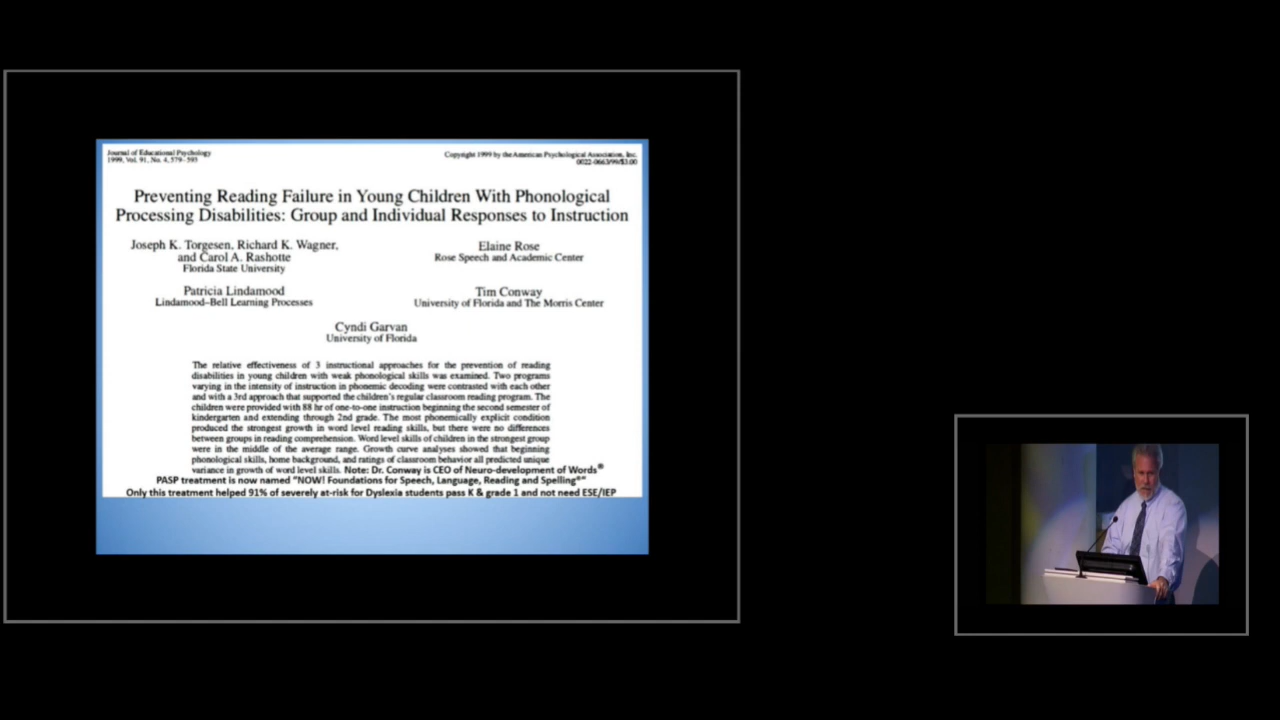 Journal of Educational Psychology
1999, Vol. 91, No. 4, 579-593
Copyright 1999 by the American Psychological Association, Inc.
0022-0663/99/$3.00
Preventing Reading Failure in Young Children With Phonological
Processing Disabilities: Group and Individual Responses to Instruction
Joseph K. Torgesen, Richard K. Wagner,
and Carol A. Rashotte
Florida State University
Elaine Rose
Rose Speech and Academic Center
Patricia Lindamood
Lindamood–Bell Learning Processes
Tim Conway
University of Florida and The Morris Center
Cyndi Garvan
University of Florida
The relative effectiveness of 3 instructional approaches for the prevention of reading
disabilities in young children with weak phonological skills was examined. Two programs
varying in the intensity of instruction in phonemic decoding were contrasted with each other
and with a 3rd approach that supported the children's regular classroom reading program. The
children were provided with 88 hr of one-to-one instruction beginning the second semester of
kindergarten and extending through 2nd grade. The most phonemically explicit condition
produced the strongest growth in word level reading skills, but there were no differences
between groups in reading comprehension. Word level skills of children in the strongest group
were in the middle of the average range. Growth curve analyses showed that beginning
phonological skills, home background, and ratings of classroom behavior all predicted unique
variance in growth of word level skills. Note: Dr. Conway is CEO of Neuro-development of Words®
PASP treatment is now named "NOW! Foundations for Speech, Language, Reading and Spelling®"
Only this treatment helped 91% of severely at-risk for Dyslexia students pass K & grade 1 and not need ESE/IEP